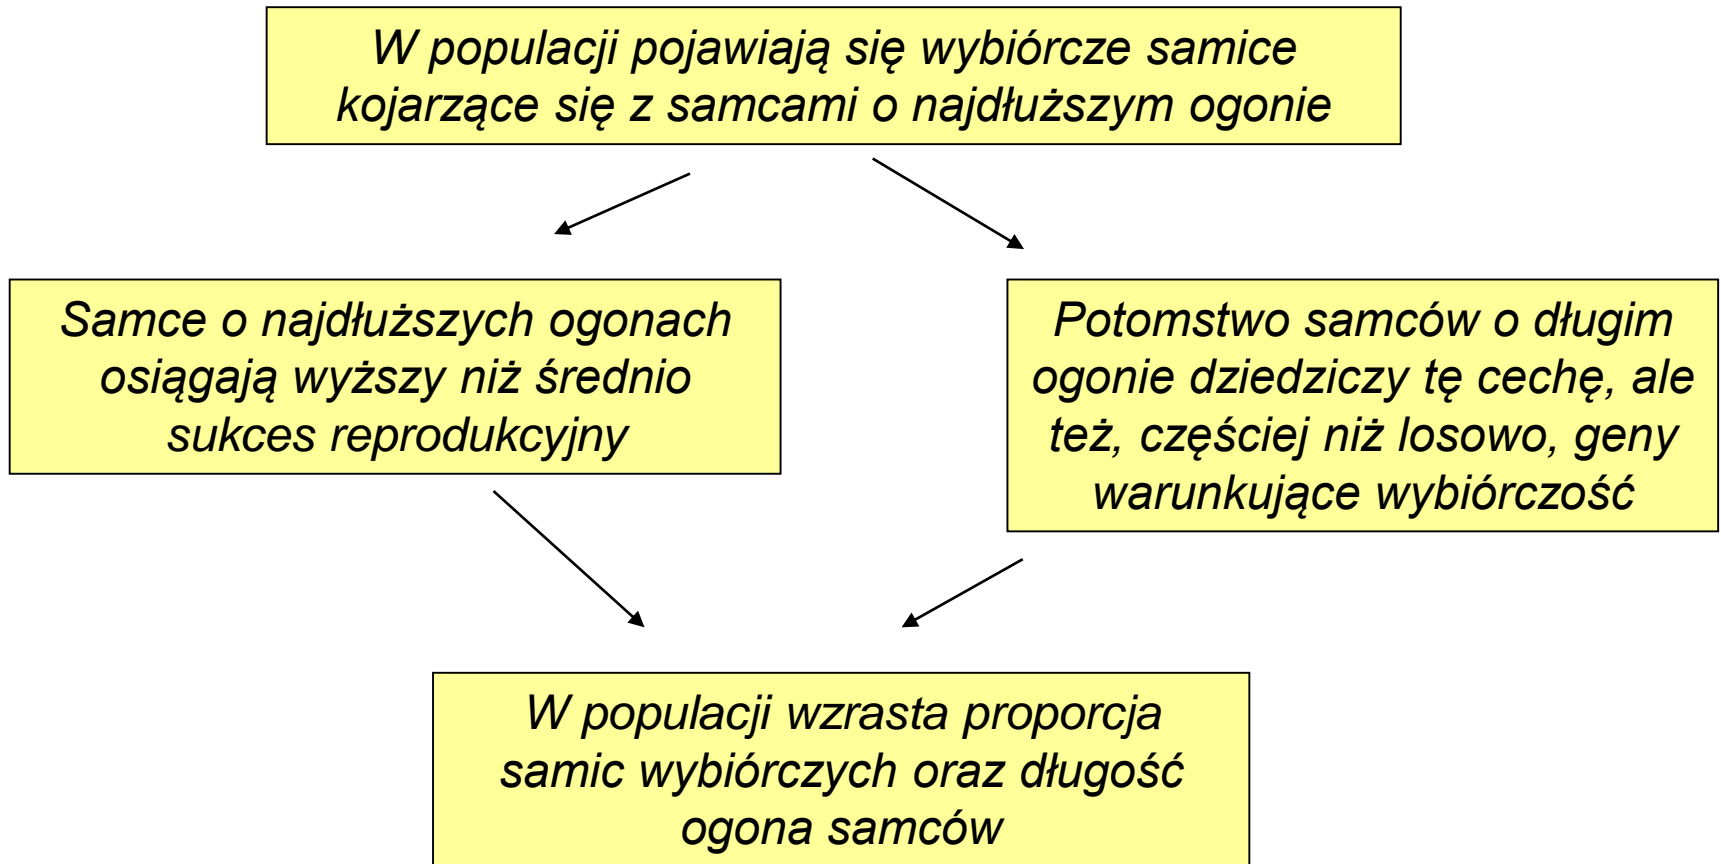 W populacji pojawiają się wybiórcze samice
kojarzące się z samcami o najdłuższym ogonie
Samce o najdłuższych ogonach
osiągają wyższy niż średnio
sukces reprodukcyjny
Potomstwo samców o długim
ogonie dziedziczy tę cechę, ale
też, częściej niż losowo, geny
warunkujące wybiórczość
W populacji wzrasta proporcja
samic wybiórczych oraz długość
ogona samców